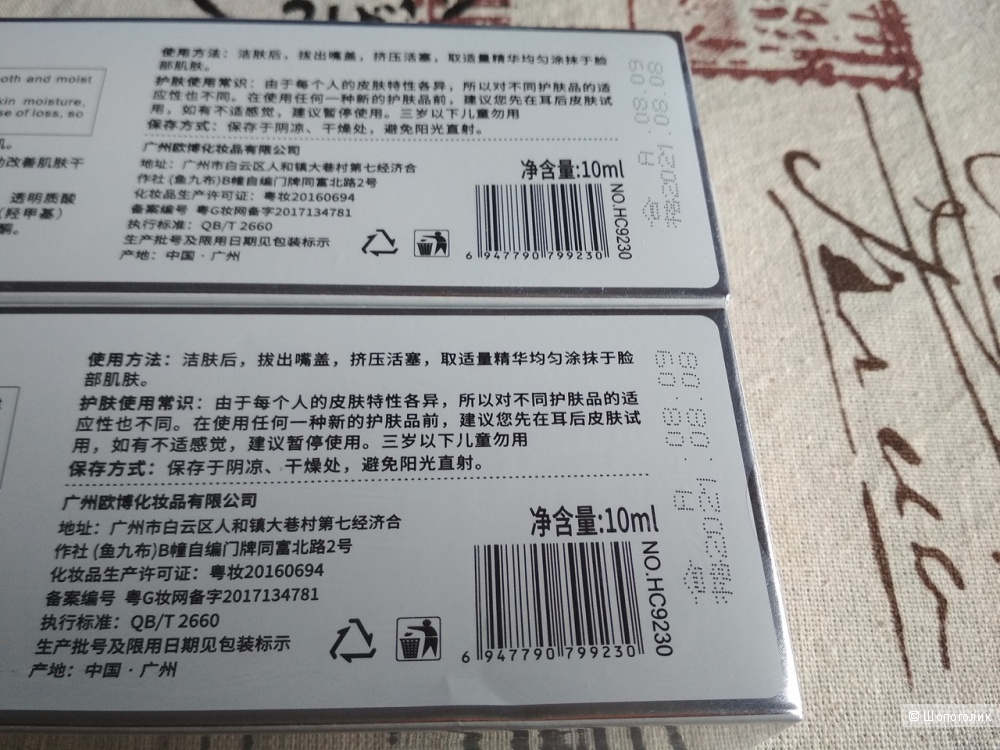 oth and moist
kin moisture,
se of loss, so
改善肌肤干
透明质酸
（羟甲基）
使用方法：洁肤后，拔出嘴盖，挤压活塞，取适量精华均匀涂抹于脸
部肌肤。
护肤使用常识：由于每个人的皮肤特性各异，所以对不同护肤品的适
应性也不同。在使用任何一种新的护肤品前，建议您先在耳后皮肤试
用，如有不适感觉，建议暂停使用。三岁以下儿童勿用
保存方式：保存于阴凉、干燥处，避免阳光直射。
广州欧博化妆品有限公司
地址：广州市白云区人和镇大巷村第七经济合
作社 (鱼九布)B幢自编门牌同富北路2号
化妆品生产许可证：粤妆20160694
备案编号 粤G妆网备字2017134781
执行标准：QB/T 2660
生产批号及限用日期见包装标示
产地：中国 · 广州
净含量:10ml
6 947790 799230
NO.HC9230
使用方法：洁肤后，拔出嘴盖，挤压活塞，取适量精华均匀涂抹于脸
部肌肤。
护肤使用常识：由于每个人的皮肤特性各异，所以对不同护肤品的适
应性也不同。在使用任何一种新的护肤品前，建议您先在耳后皮肤试
用，如有不适感觉，建议暂停使用。三岁以下儿童勿用
保存方式：保存于阴凉、干燥处，避免阳光直射。
广州欧博化妆品有限公司
地址：广州市白云区人和镇大巷村第七经济合
作社 (鱼九布)B幢自编门牌同富北路2号
化妆品生产许可证：粤妆20160694
备案编号 粤G妆网备字2017134781
执行标准：QB/T 2660
生产批号及限用日期见包装标示
产地：中国 · 广州
净含量:10ml
6 947790 799230
NO.HC9230
© Шопоголик